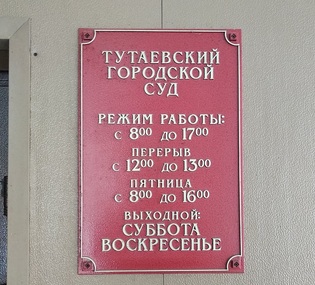 ТУТАЕВСКИЙ
ГОРОДСКОЙ
СУД
РЕЖИМ РАБОТЫ:
С 8⁰⁰ ДО 17⁰⁰
ПЕРЕРЫВ
С 12⁰⁰ ДО 13⁰⁰
ПЯТНИЦА
С 8⁰⁰ ДО 16⁰⁰
ВЫХОДНОЙ:
СУББОТА
ВОСКРЕСЕНЬЕ